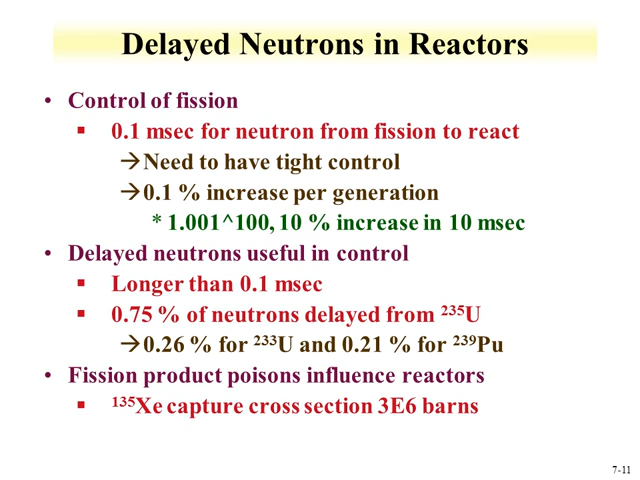 Delayed Neutrons in Reactors
• Control of fission
▪ 0.1 msec for neutron from fission to react
→Need to have tight control
→0.1 % increase per generation
* 1.001^100, 10 % increase in 10 msec
• Delayed neutrons useful in control
▪ Longer than 0.1 msec
▪ 0.75 % of neutrons delayed from ²³⁵U
→0.26 % for ²³³U and 0.21 % for ²³⁹Pu
• Fission product poisons influence reactors
▪ ¹³⁵Xe capture cross section 3E6 barns
7-11